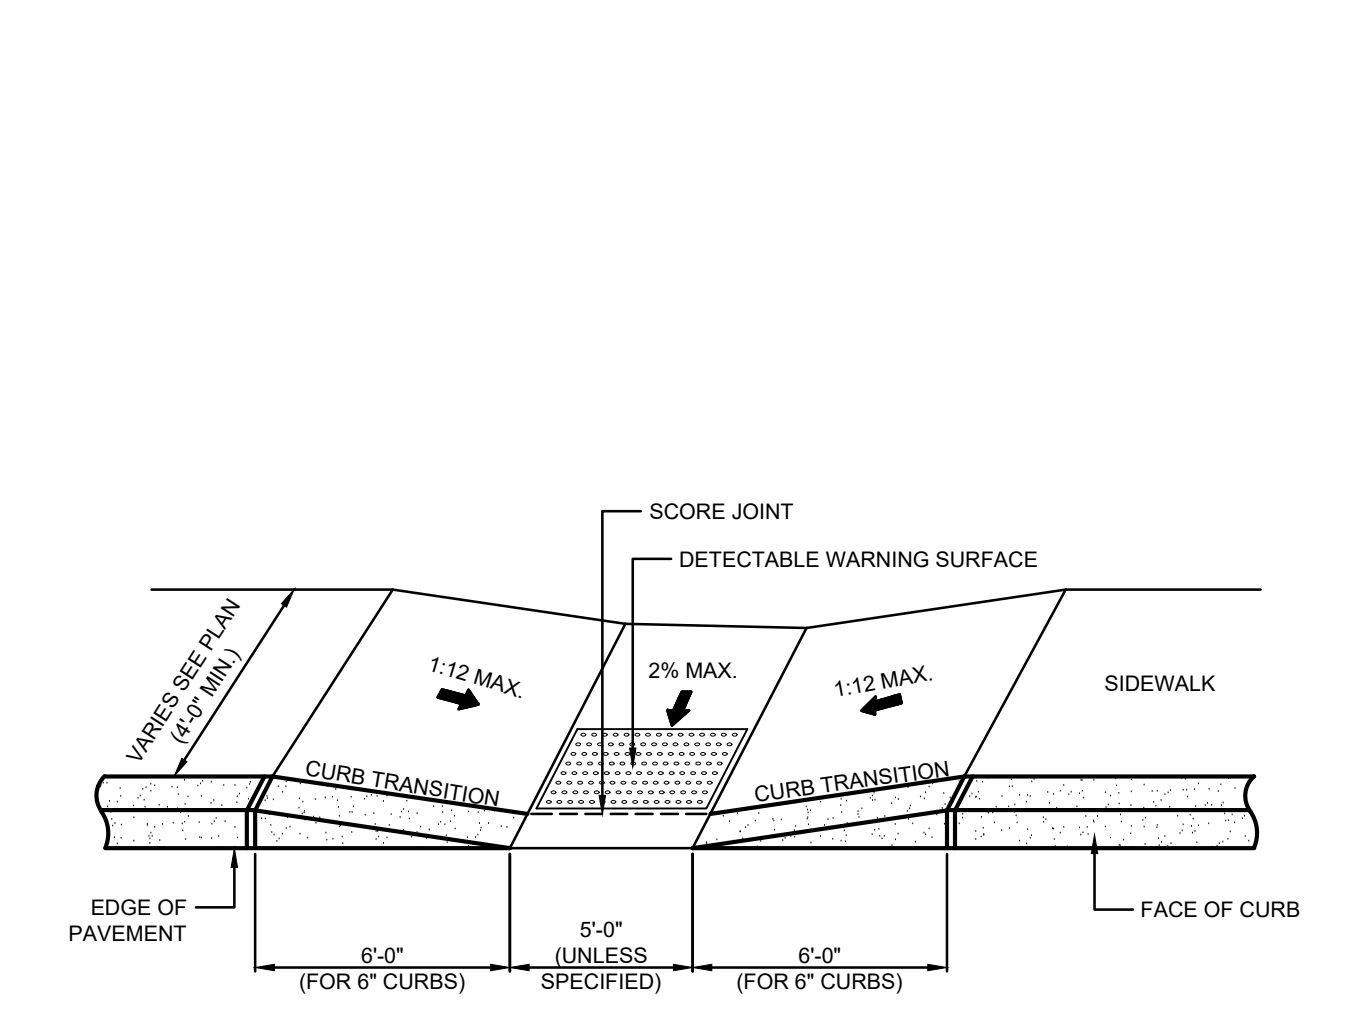 SCORE JOINT
DETECTABLE WARNING SURFACE
VARIES SEE PLAN
(4'-0" MIN.)
1:12 MAX.
2% MAX.
1:12 MAX.
SIDEWALK
CURB TRANSITION
CURB TRANSITION
EDGE OF
PAVEMENT
FACE OF CURB
6'-0"
(FOR 6" CURBS)
5'-0"
(UNLESS
SPECIFIED)
6'-0"
(FOR 6" CURBS)